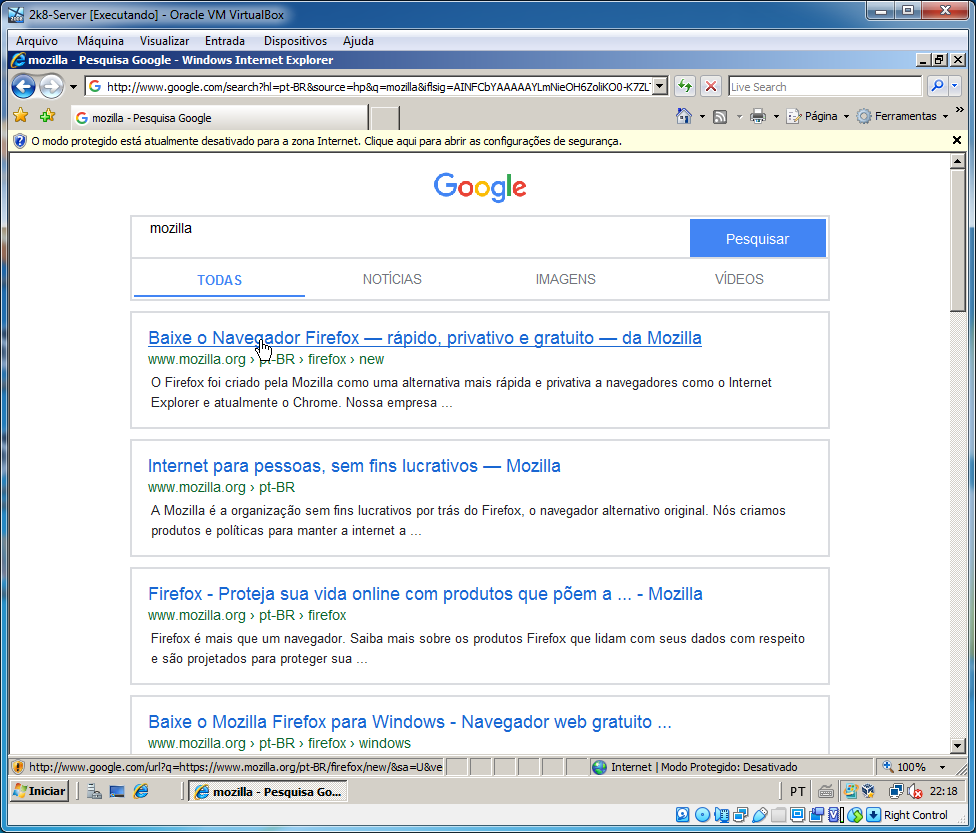 2k8-Server [Executando] - Oracle VM VirtualBox
Arquivo Máquina Visualizar Entrada Dispositivos Ajuda
mozilla - Pesquisa Google - Windows Internet Explorer
http://www.google.com/search?hl=pt-BR&source=hp&q=mozilla&iflsig=AINFCbYAAAAAYLmNieOH6ZoliKO0-K7ZL Live Search
mozilla - Pesquisa Google Página Ferramentas
O modo protegido está atualmente desativado para a zona Internet. Clique aqui para abrir as configurações de segurança.
Google
mozilla Pesquisar
TODAS NOTÍCIAS IMAGENS VÍDEOS
Baixe o Navegador Firefox — rápido, privativo e gratuito — da Mozilla
www.mozilla.org › pt-BR › firefox › new
O Firefox foi criado pela Mozilla como uma alternativa mais rápida e privativa a navegadores como o Internet
Explorer e atualmente o Chrome. Nossa empresa ...
Internet para pessoas, sem fins lucrativos — Mozilla
www.mozilla.org › pt-BR
A Mozilla é a organização sem fins lucrativos por trás do Firefox, o navegador alternativo original. Nós criamos
produtos e políticas para manter a internet a ...
Firefox - Proteja sua vida online com produtos que põem a ... - Mozilla
www.mozilla.org › pt-BR › firefox
Firefox é mais que um navegador. Saiba mais sobre os produtos Firefox que lidam com seus dados com respeito
e são projetados para proteger sua ...
Baixe o Mozilla Firefox para Windows - Navegador web gratuito ...
www.mozilla.org › pt-BR › firefox › windows
http://www.google.com/url?q=https://www.mozilla.org/pt-BR/firefox/new/&sa=U&ve Internet | Modo Protegido: Desativado 100%
Iniciar mozilla - Pesquisa Go... PT 22:18
Right Control